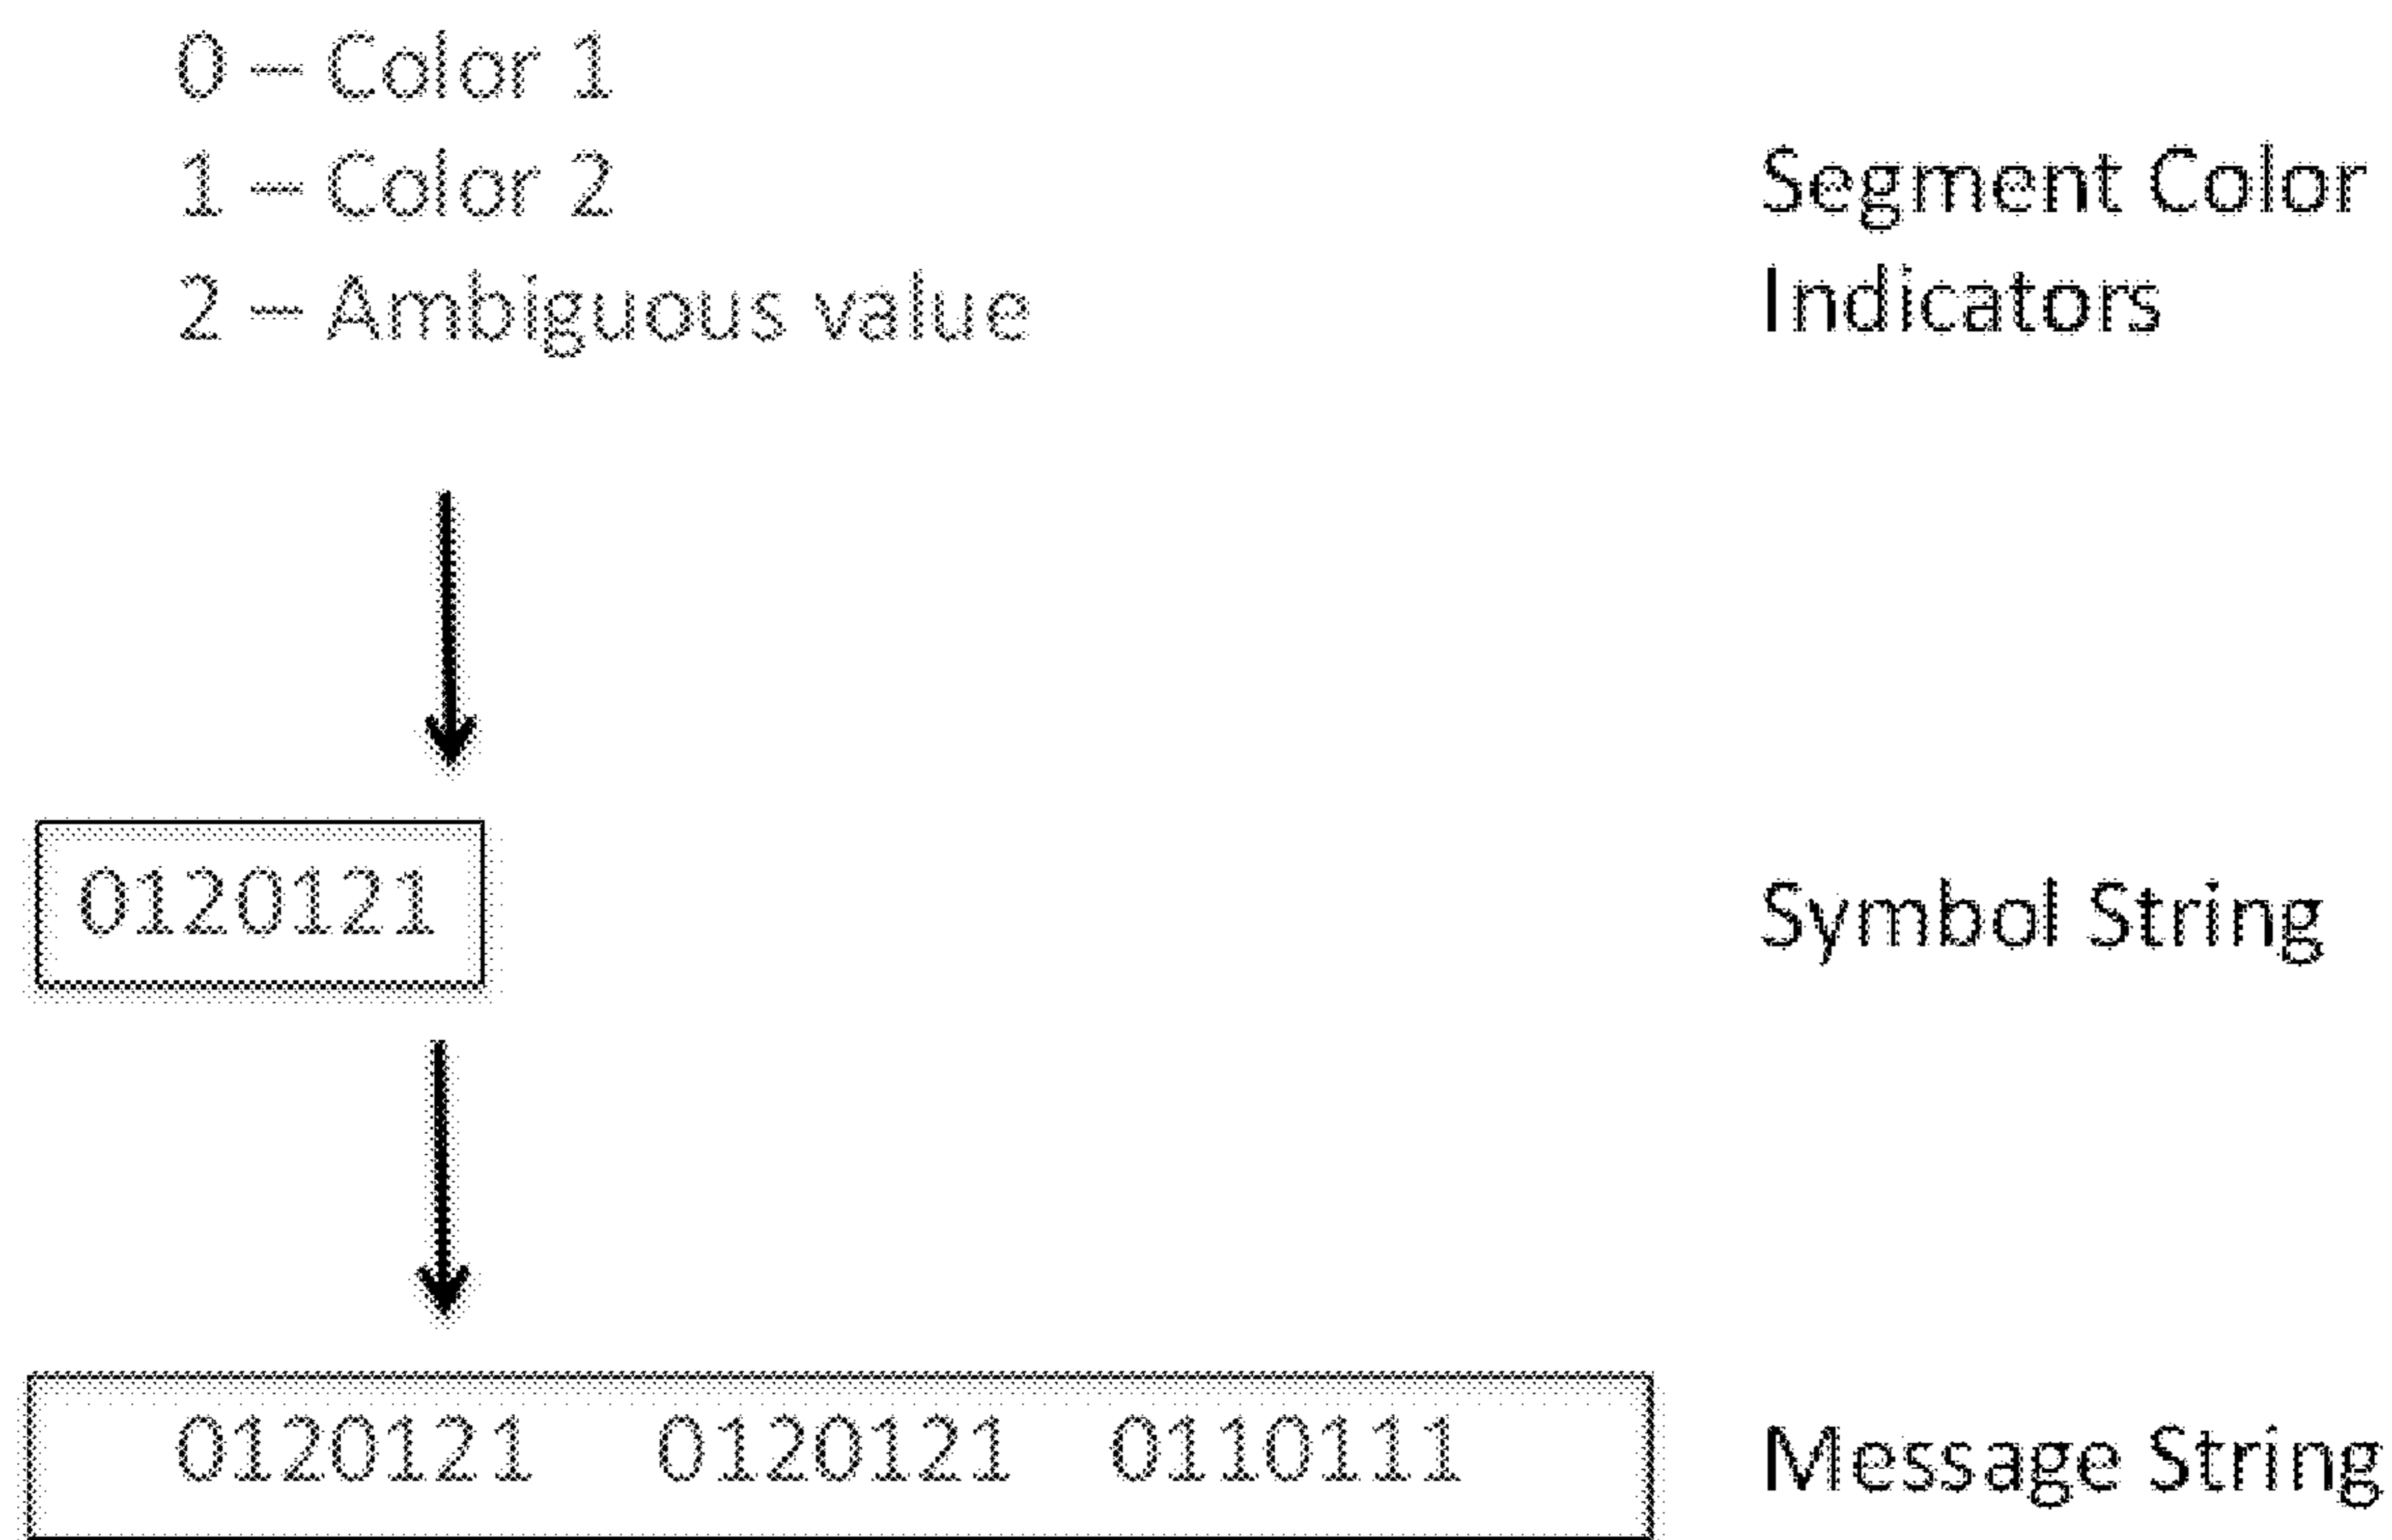 0 – Color 1
1 – Color 2
2 – Ambiguous value
Segment Color
Indicators
0120121
Symbol String
0120121 0120121 0110111
Message String